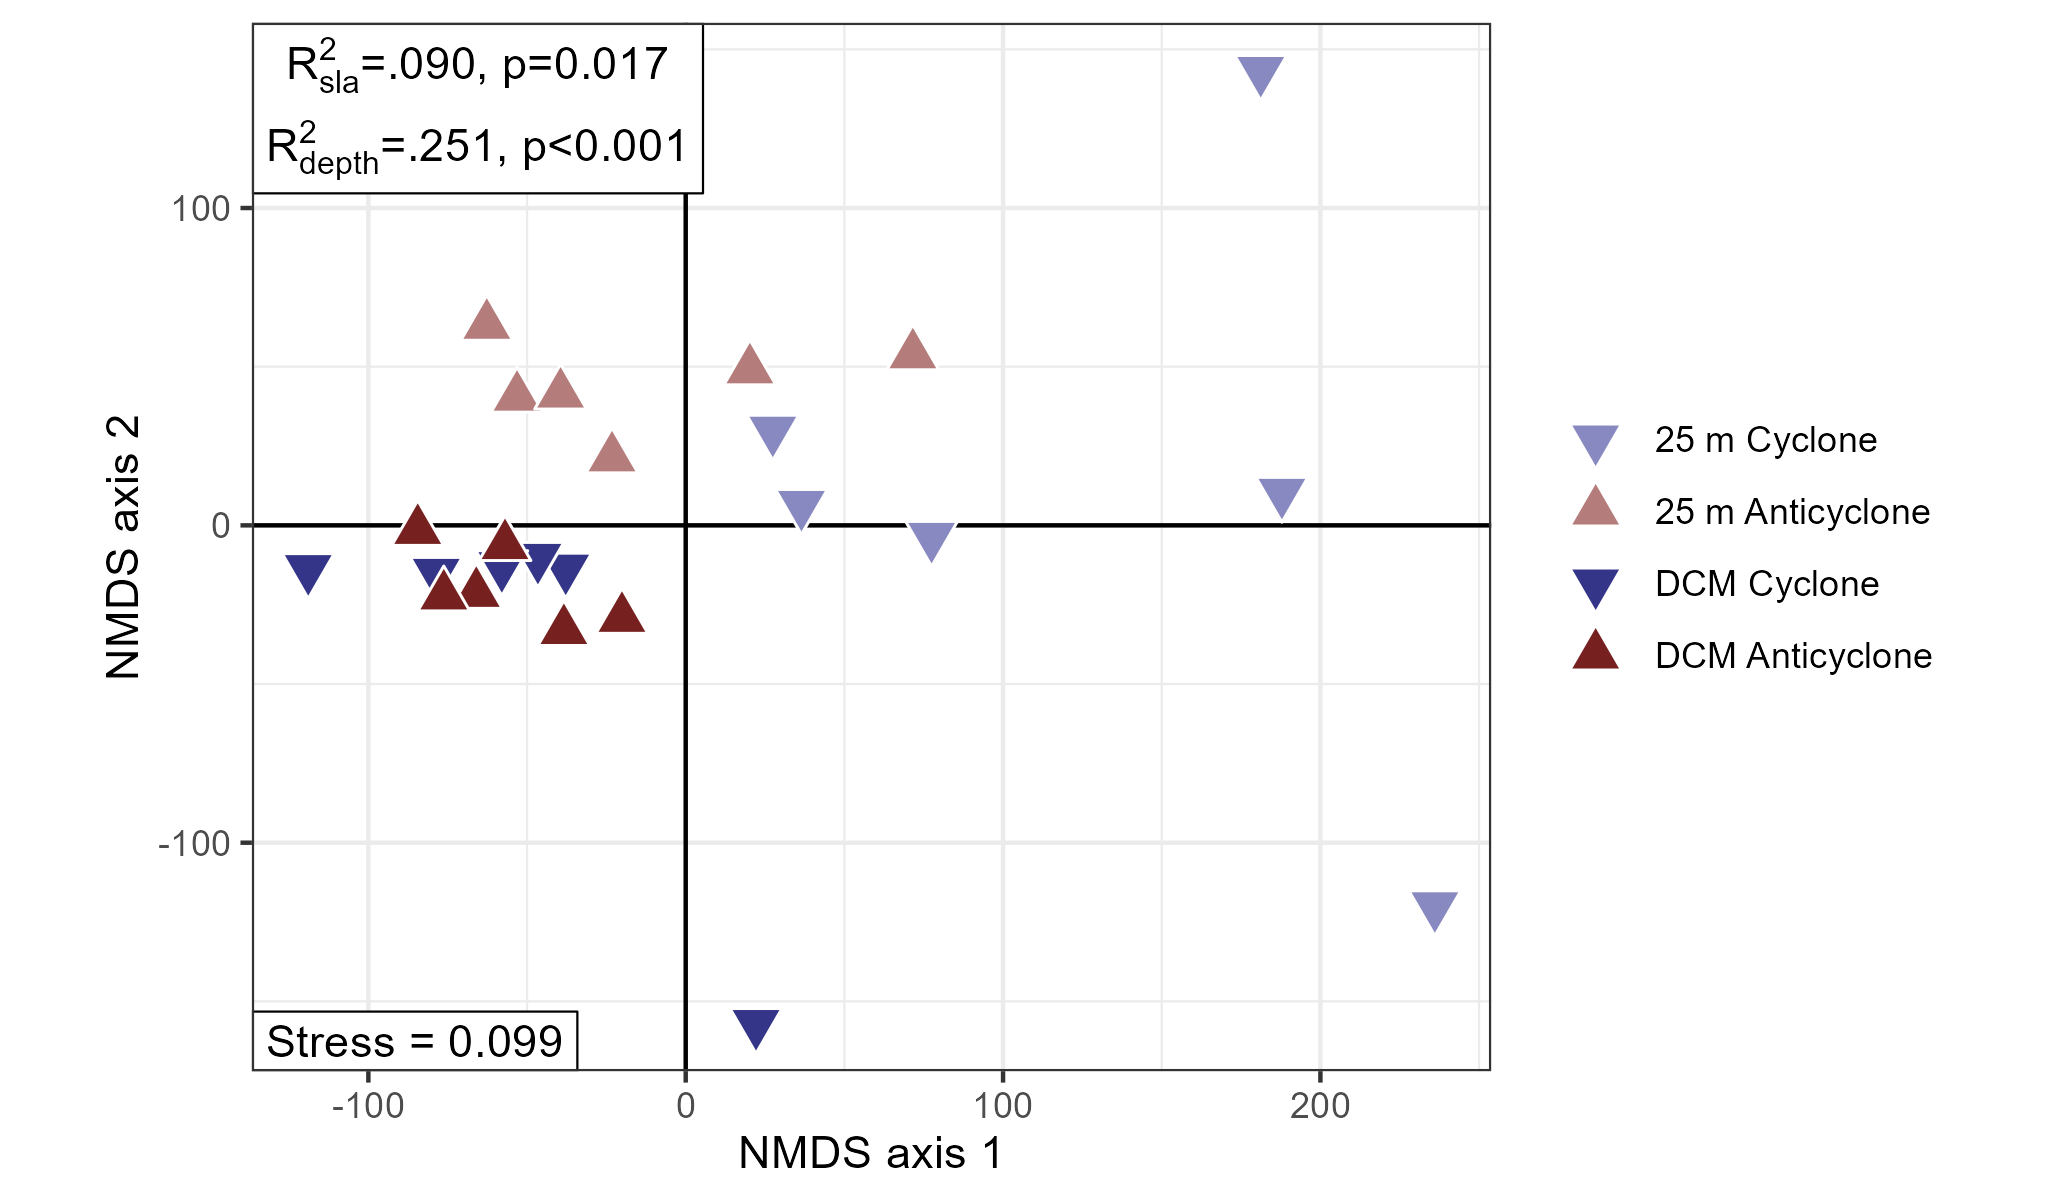 R²sla=.090, p=0.017
R²depth=.251, p<0.001
100
0
-100
NMDS axis 2
Stress = 0.099
-100 0 100 200
NMDS axis 1
25 m Cyclone
25 m Anticyclone
DCM Cyclone
DCM Anticyclone